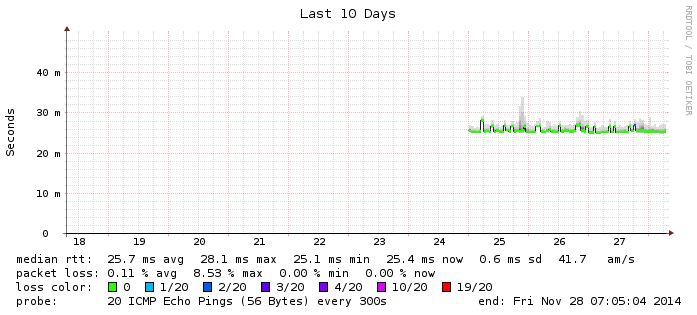 Last 10 Days
RRDTOOL / TOBI OETIKER
Seconds
40 m
30 m
20 m
10 m
0
18 19 20 21 22 23 24 25 26 27
median rtt: 25.7 ms avg 28.1 ms max 25.1 ms min 25.4 ms now 0.6 ms sd 41.7 am/s
packet loss: 0.11 % avg 8.53 % max 0.00 % min 0.00 % now
loss color: 0 1/20 2/20 3/20 4/20 10/20 19/20
probe: 20 ICMP Echo Pings (56 Bytes) every 300s end: Fri Nov 28 07:05:04 2014